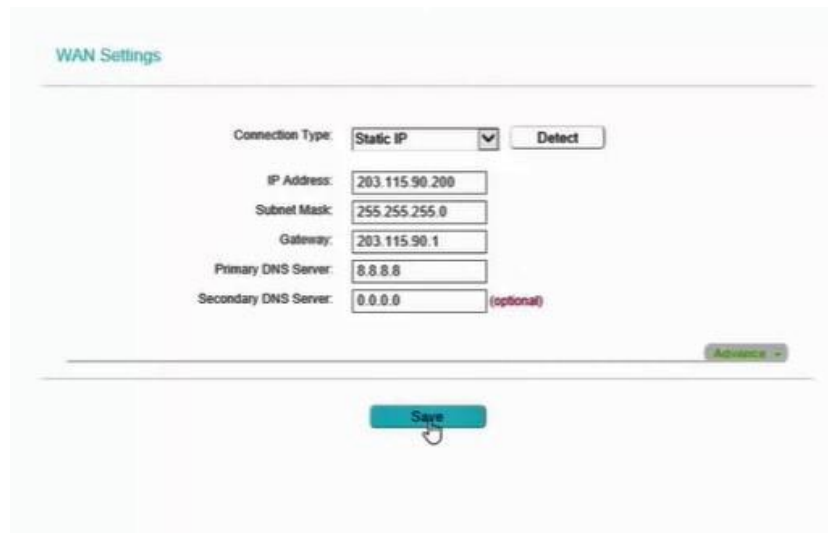 WAN Settings
Connection Type: Static IP Detect
IP Address: 203.115.90.200
Subnet Mask: 255.255.255.0
Gateway: 203.115.90.1
Primary DNS Server: 8.8.8.8
Secondary DNS Server: 0.0.0.0 (optional)
Advance
Save